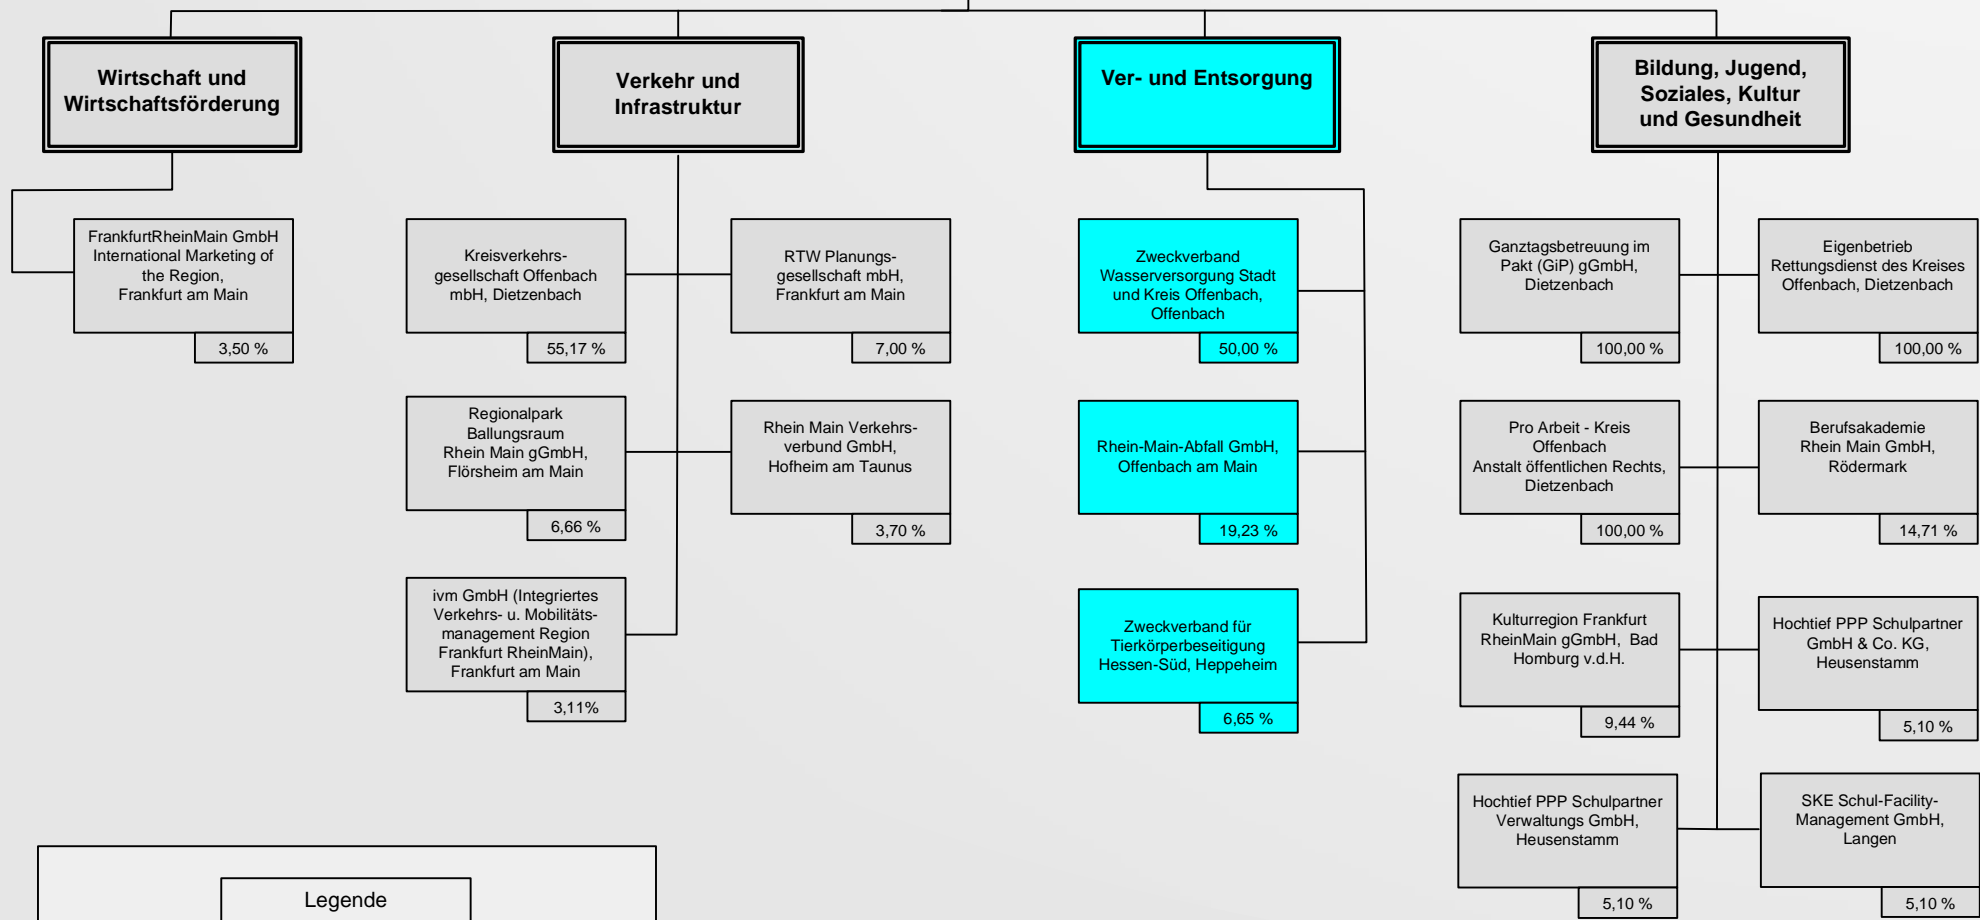 Wirtschaft und
Wirtschaftsförderung
Verkehr und
Infrastruktur
Ver- und Entsorgung
Bildung, Jugend,
Soziales, Kultur
und Gesundheit
FrankfurtRheinMain GmbH
International Marketing of
the Region,
Frankfurt am Main
3,50 %
Kreisverkehrs-
gesellschaft Offenbach
mbH, Dietzenbach
55,17 %
RTW Planungs-
gesellschaft mbH,
Frankfurt am Main
7,00 %
Regionalpark
Ballungsraum
Rhein Main gGmbH,
Flörsheim am Main
6,66 %
Rhein Main Verkehrs-
verbund GmbH,
Hofheim am Taunus
3,70 %
ivm GmbH (Integriertes
Verkehrs- u. Mobilitäts-
management Region
Frankfurt RheinMain),
Frankfurt am Main
3,11%
Zweckverband
Wasserversorgung Stadt
und Kreis Offenbach,
Offenbach
50,00 %
Rhein-Main-Abfall GmbH,
Offenbach am Main
19,23 %
Zweckverband für
Tierkörperbeseitigung
Hessen-Süd, Heppeheim
6,65 %
Ganztagsbetreuung im
Pakt (GiP) gGmbH,
Dietzenbach
100,00 %
Eigenbetrieb
Rettungsdienst des Kreises
Offenbach, Dietzenbach
100,00 %
Pro Arbeit - Kreis
Offenbach
Anstalt öffentlichen Rechts,
Dietzenbach
100,00 %
Berufsakademie
Rhein Main GmbH,
Rödermark
14,71 %
Kulturregion Frankfurt
RheinMain gGmbH, Bad
Homburg v.d.H.
9,44 %
Hochtief PPP Schulpartner
GmbH & Co. KG,
Heusenstamm
5,10 %
Hochtief PPP Schulpartner
Verwaltungs GmbH,
Heusenstamm
5,10 %
SKE Schul-Facility-
Management GmbH,
Langen
5,10 %
Legende